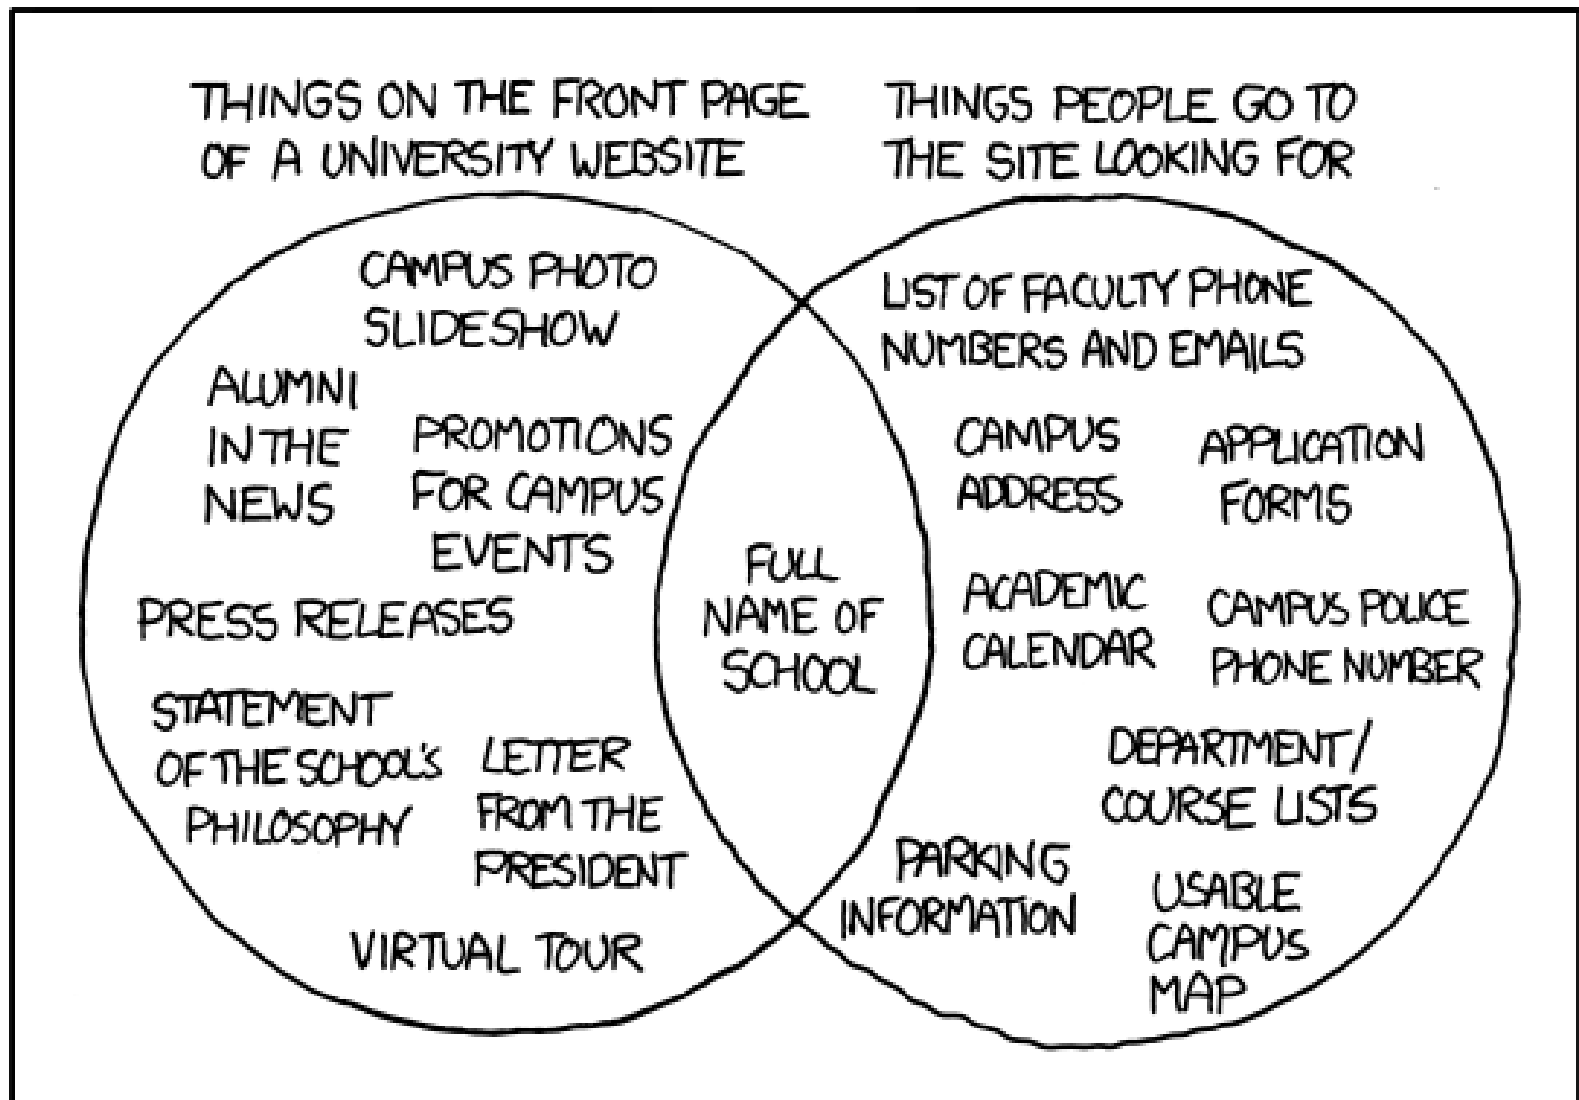 THINGS ON THE FRONT PAGE
OF A UNIVERSITY WEBSITE
THINGS PEOPLE GO TO
THE SITE LOOKING FOR
CAMPUS PHOTO
SLIDESHOW
ALUMNI
IN THE
NEWS
PROMOTIONS
FOR CAMPUS
EVENTS
PRESS RELEASES
STATEMENT
OF THE SCHOOL'S
PHILOSOPHY
LETTER
FROM THE
PRESIDENT
VIRTUAL TOUR
FULL
NAME OF
SCHOOL
LIST OF FACULTY PHONE
NUMBERS AND EMAILS
CAMPUS
ADDRESS
APPLICATION
FORMS
ACADEMIC
CALENDAR
CAMPUS POLICE
PHONE NUMBER
DEPARTMENT/
COURSE LISTS
PARKING
INFORMATION
USABLE
CAMPUS
MAP